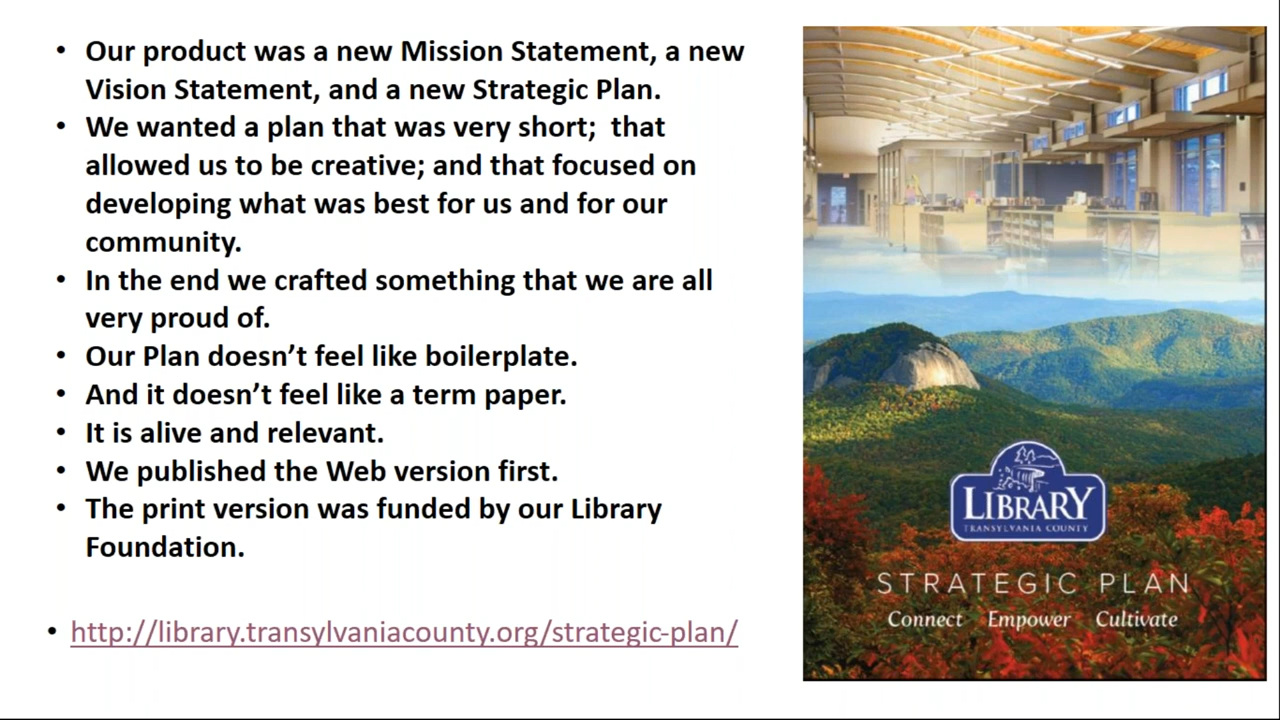 • Our product was a new Mission Statement, a new
Vision Statement, and a new Strategic Plan.
• We wanted a plan that was very short;  that
allowed us to be creative; and that focused on
developing what was best for us and for our
community.
• In the end we crafted something that we are all
very proud of.
• Our Plan doesn’t feel like boilerplate.
• And it doesn’t feel like a term paper.
• It is alive and relevant.
• We published the Web version first.
• The print version was funded by our Library
Foundation.
• http://library.transylvaniacounty.org/strategic-plan/
LIBRARY
TRANSYLVANIA COUNTY
STRATEGIC PLAN
Connect Empower Cultivate